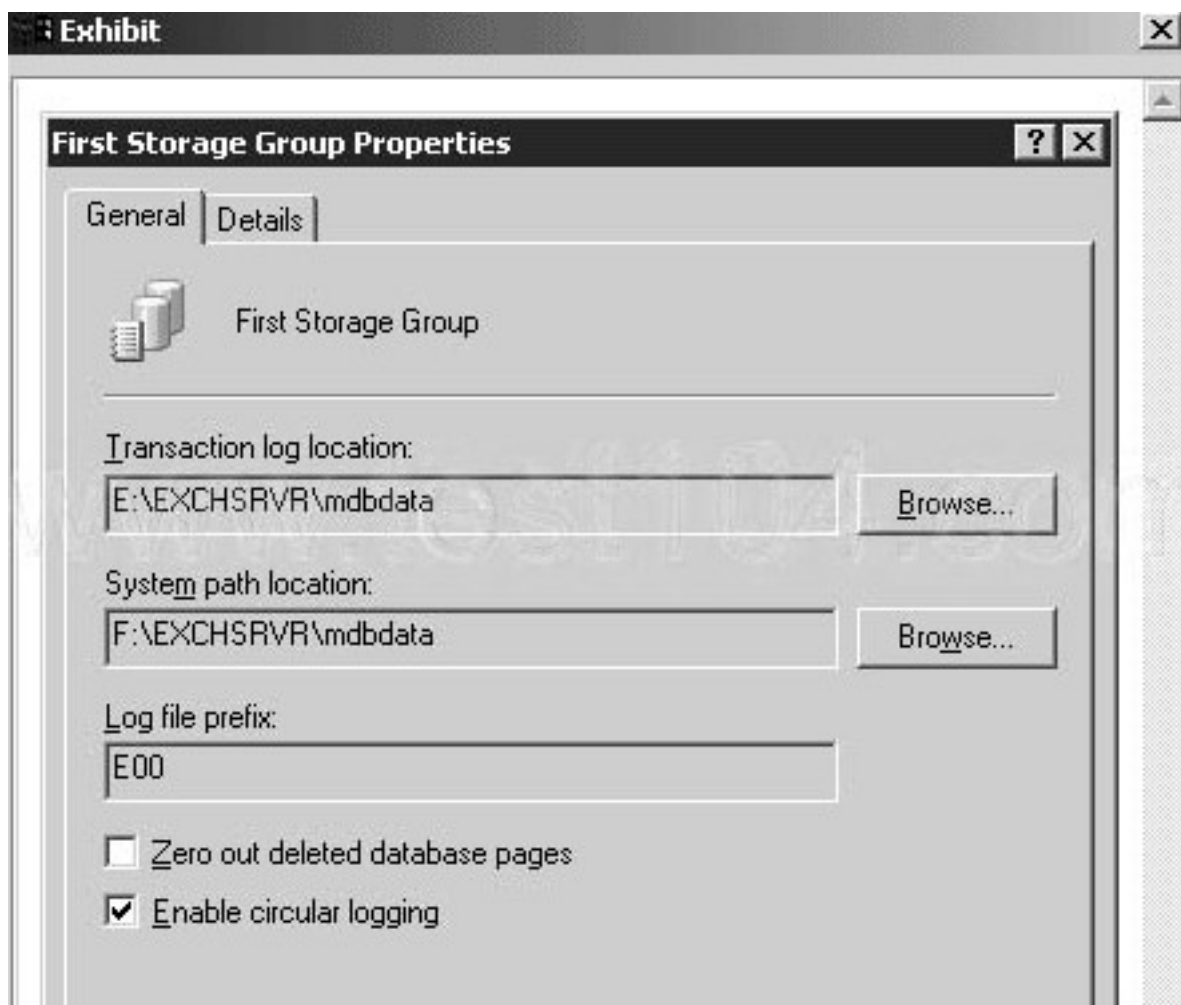 Exhibit
First Storage Group Properties
General Details
First Storage Group
Transaction log location:
E:\EXCHSRVR\mdbdata
Browse...
System path location:
F:\EXCHSRVR\mdbdata
Browse...
Log file prefix:
E00
Zero out deleted database pages
Enable circular logging